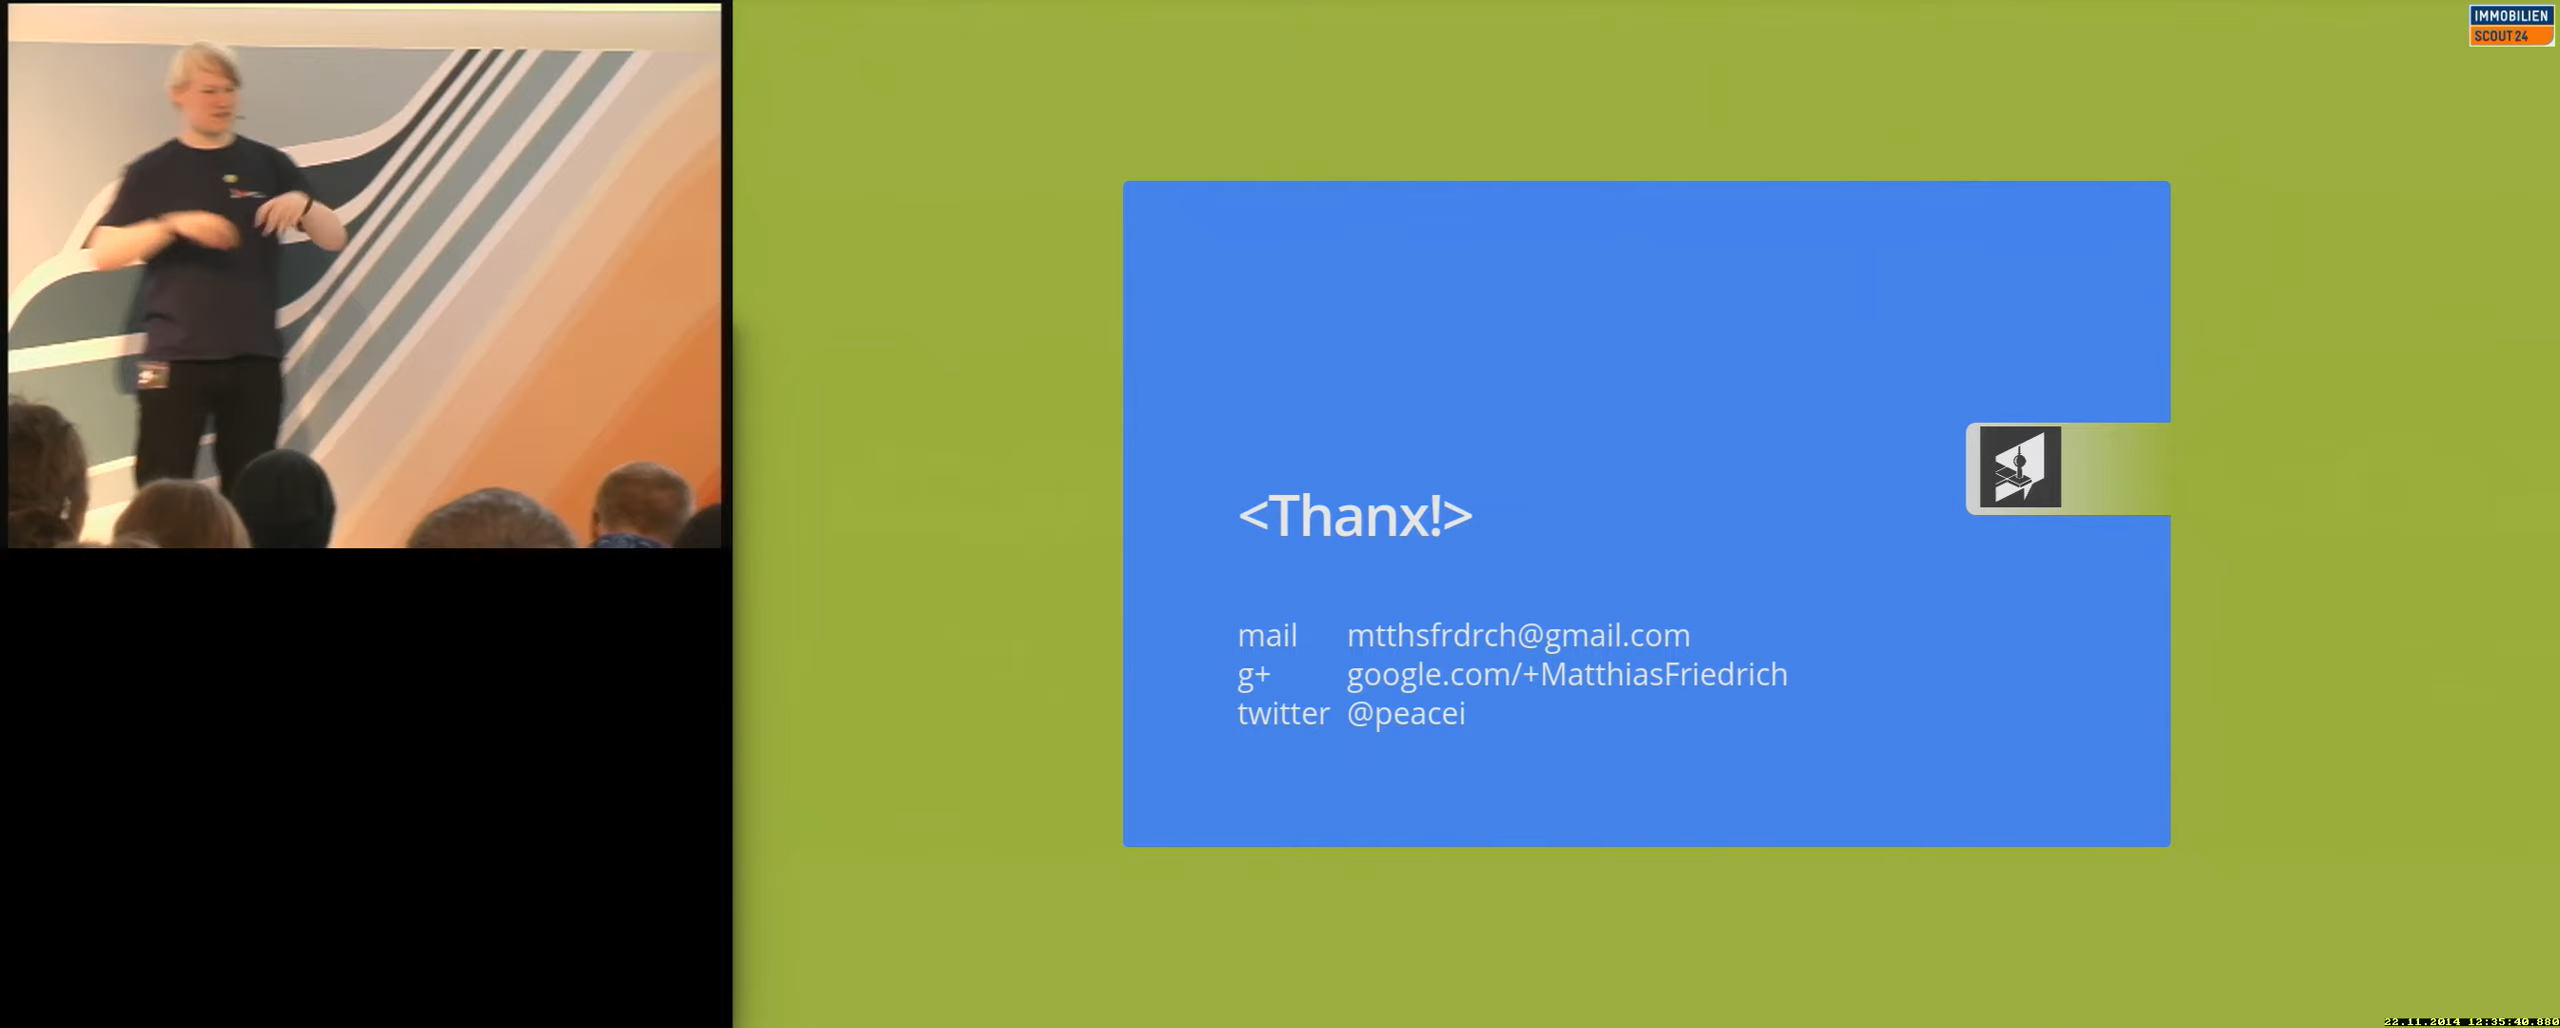 IMMOBILIEN
SCOUT24
<Thanx!>
mail mtthsfrdrch@gmail.com
g+ google.com/+MatthiasFriedrich
twitter @peacei
22.11.2014 12:35:40.880